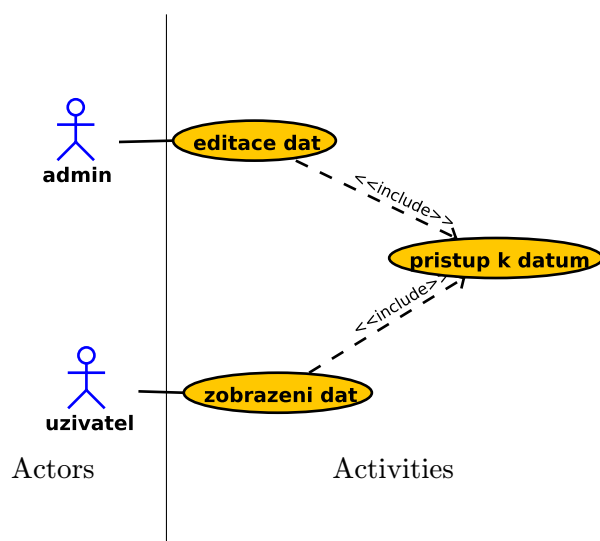 editace dat
admin
<<include>>
pristup k datum
<<include>>
uzivatel
zobrazeni dat
Actors
Activities